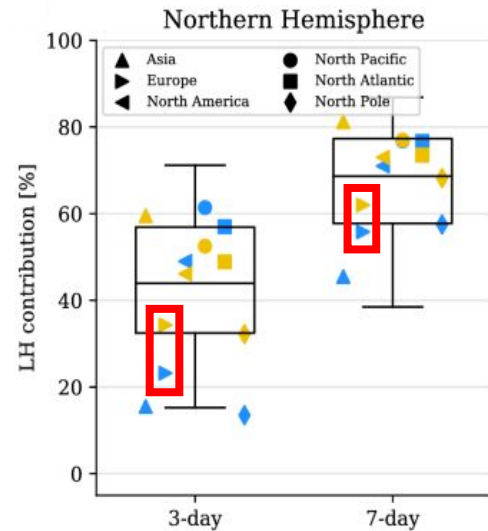 Northern Hemisphere
100
Asia
Europe
North America
North Pacific
North Atlantic
North Pole
80
60
40
20
0
LH contribution [%]
3-day
7-day